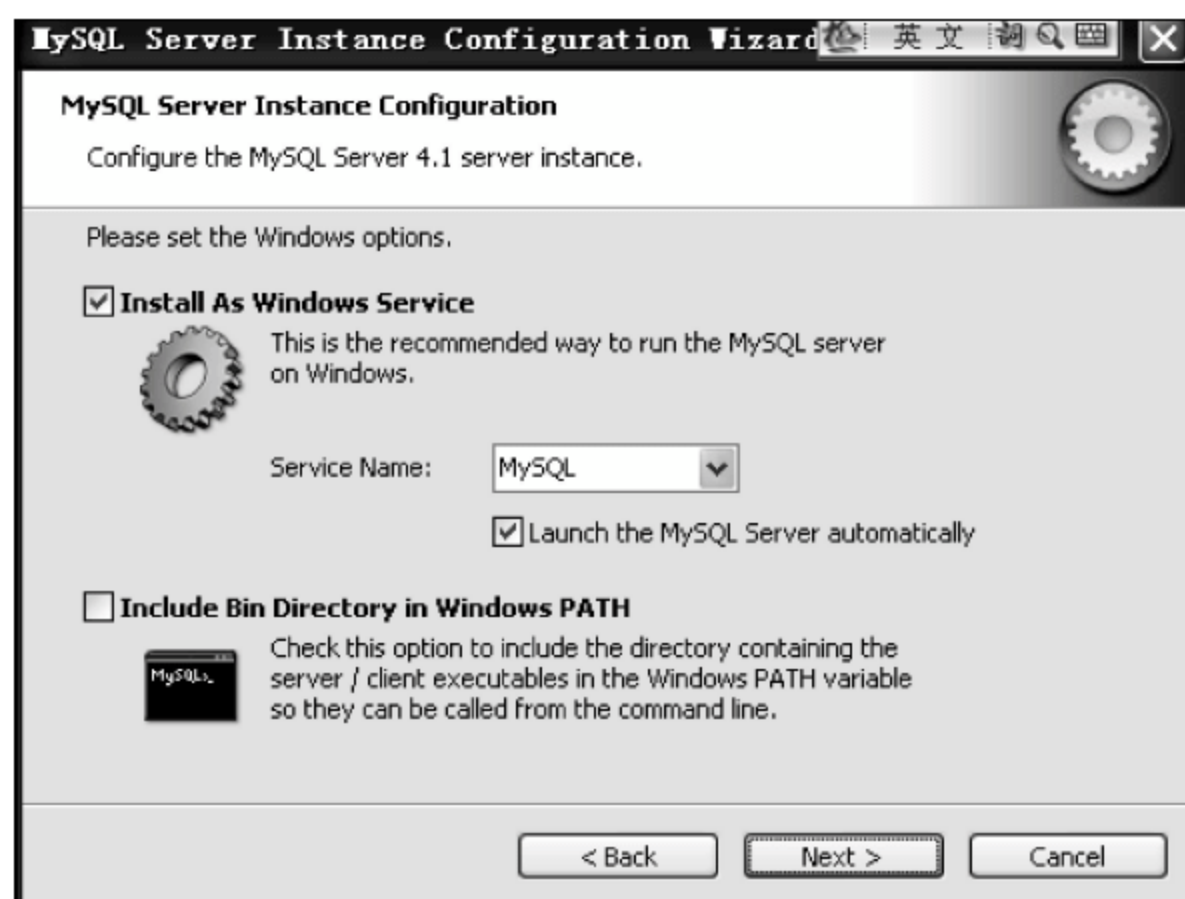 MySQL Server Instance Configuration Wizard 英 文 词
MySQL Server Instance Configuration
Configure the MySQL Server 4.1 server instance.
Please set the Windows options.
Install As Windows Service
This is the recommended way to run the MySQL server
on Windows.
Service Name: MySQL
Launch the MySQL Server automatically
Include Bin Directory in Windows PATH
Check this option to include the directory containing the
MySQL>_
server / client executables in the Windows PATH variable
so they can be called from the command line.
< Back Next > Cancel